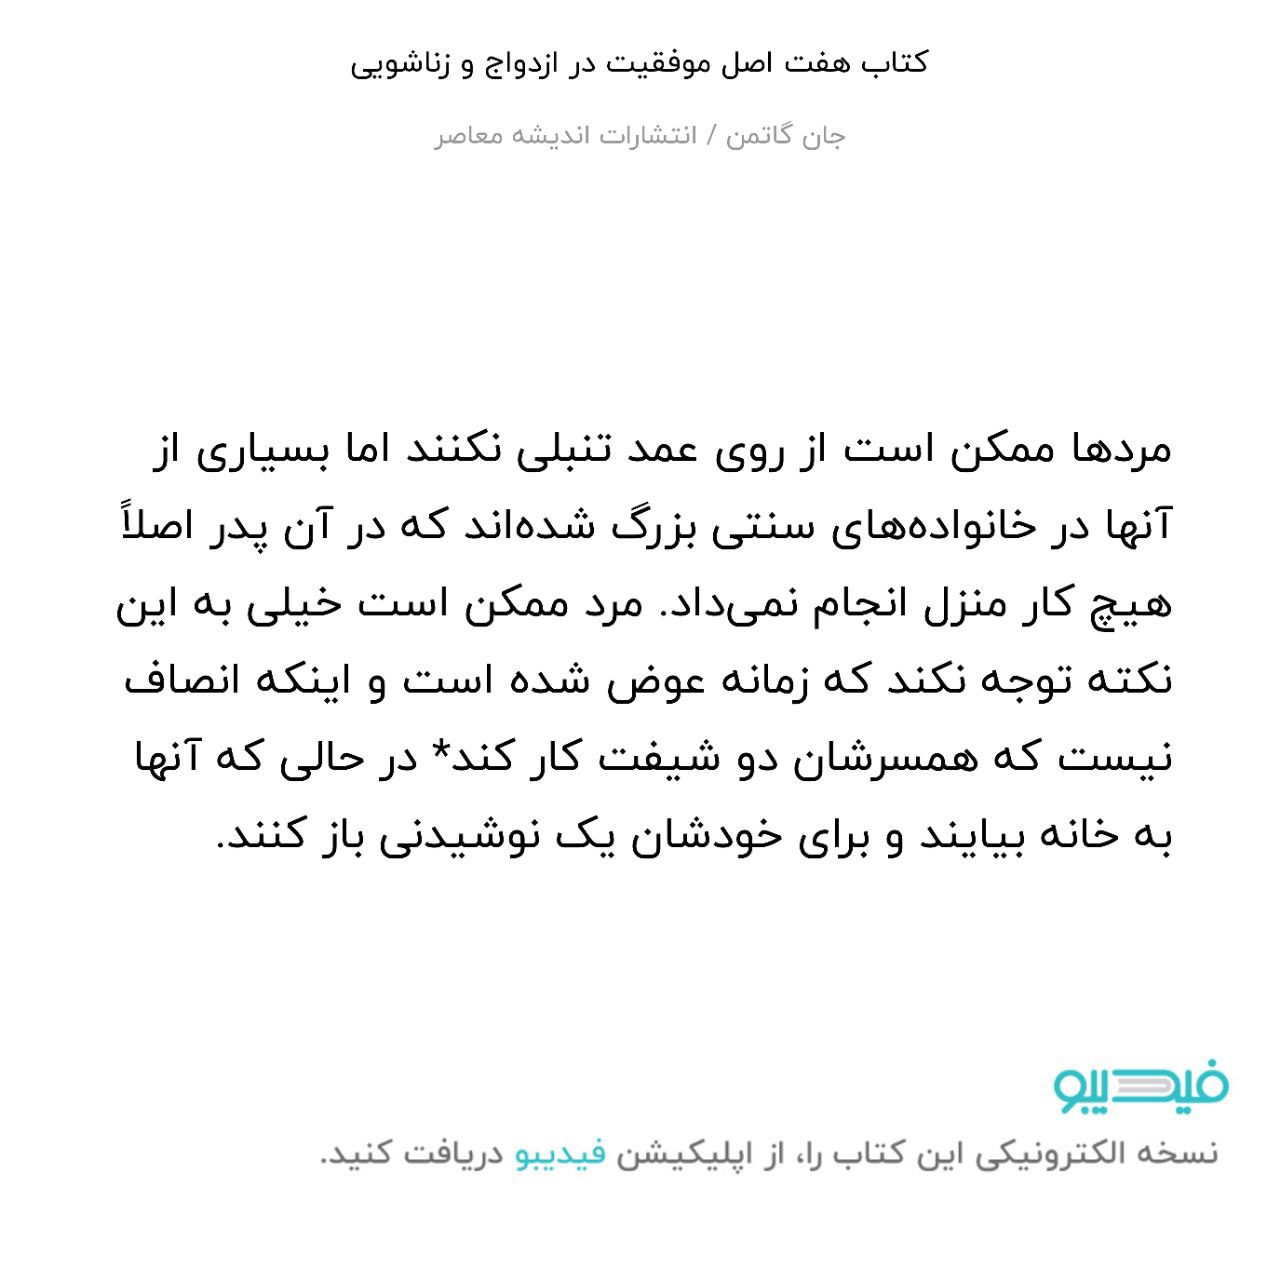 کتاب هفت اصل موفقیت در ازدواج و زناشویی
جان گاتمن / انتشارات اندیشه معاصر
مردها ممکن است از روی عمد تنبلی نکنند اما بسیاری از
آنها در خانواده‌های سنتی بزرگ شده‌اند که در آن پدر اصلاً
هیچ کار منزل انجام نمی‌داد. مرد ممکن است خیلی به این
نکته توجه نکند که زمانه عوض شده است و اینکه انصاف
نیست که همسرشان دو شیفت کار کند* در حالی که آنها
به خانه بیایند و برای خودشان یک نوشیدنی باز کنند.
فیدیبو
نسخه الکترونیکی این کتاب را، از اپلیکیشن فیدیبو دریافت کنید.